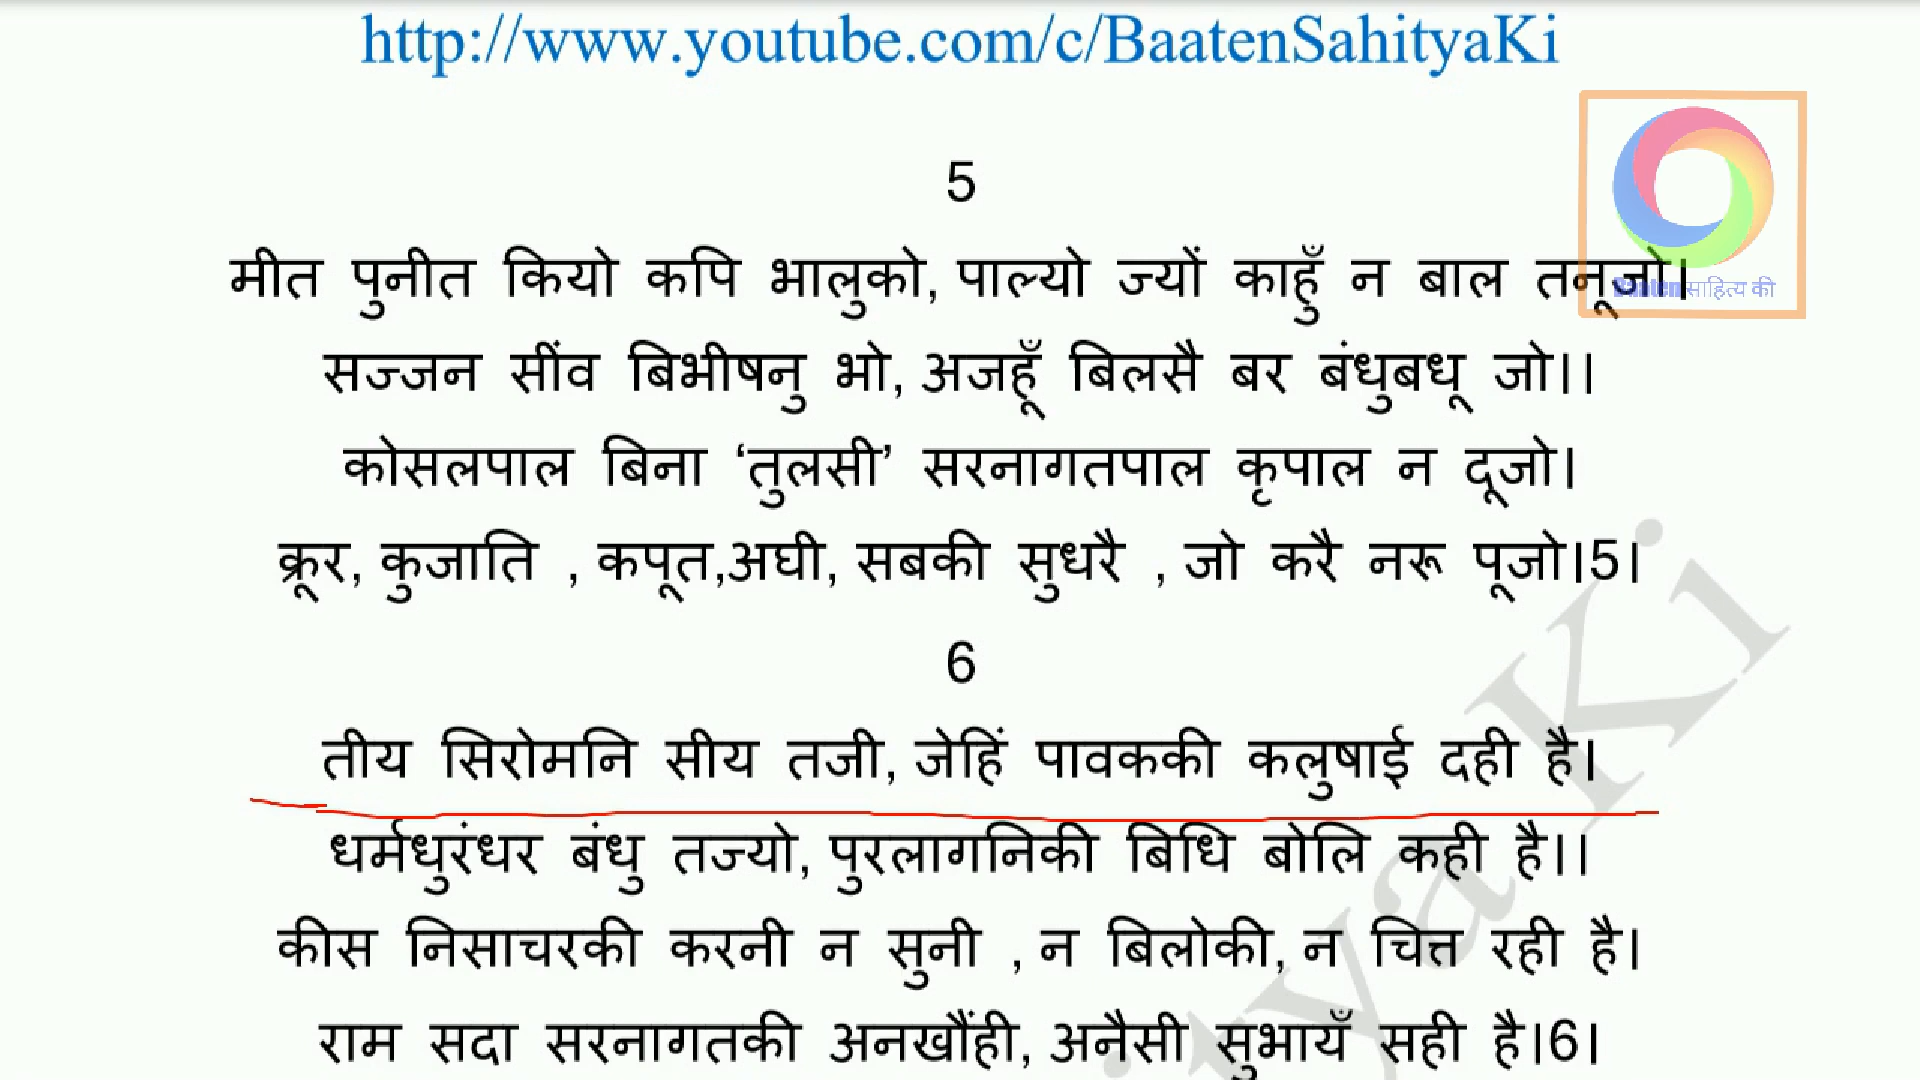 http://www.youtube.com/c/BaatenSahityaKi
5
मीत पुनीत कियो कपि भालुको, पाल्यो ज्यों काहुँ न बाल तनूजो।
Baaten साहित्य की
सज्जन सींव बिभीषनु भो, अजहूँ बिलसै बर बंधुबधू जो।।
कोसलपाल बिना ‘तुलसी’ सरनागतपाल कृपाल न दूजो।
क्रूर, कुजाति , कपूत,अघी, सबकी सुधरै , जो करै नरू पूजो।5।
6
तीय सिरोमनि सीय तजी, जेहिं पावककी कलुषाई दही है।
धर्मधुरंधर बंधु तज्यो, पुरलागनिकी बिधि बोलि कही है।।
कीस निसाचरकी करनी न सुनी , न बिलोकी, न चित्त रही है।
राम सदा सरनागतकी अनखौंही, अनैसी सुभायँ सही है।6।
yaKi